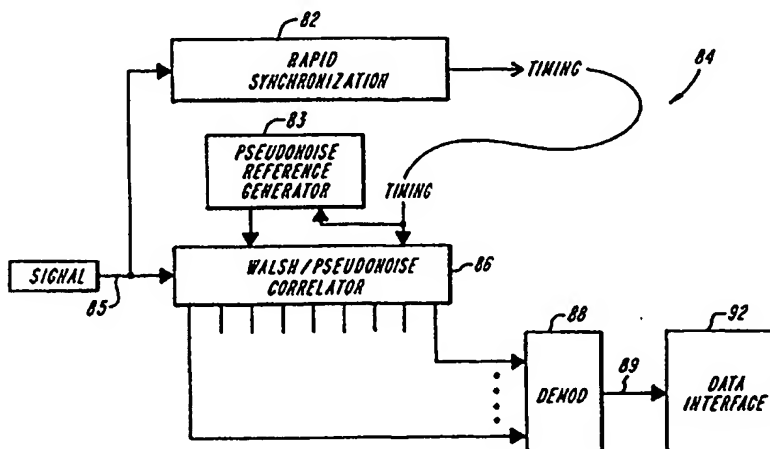 82
RAPID
SYNCHRONIZATION
TIMING
84
83
PSEUDONOISE
REFERENCE
GENERATOR
TIMING
SIGNAL
85
WALSH/PSEUDONOISE
CORRELATOR
86
88
DEMOD
89
92
DATA
INTERFACE